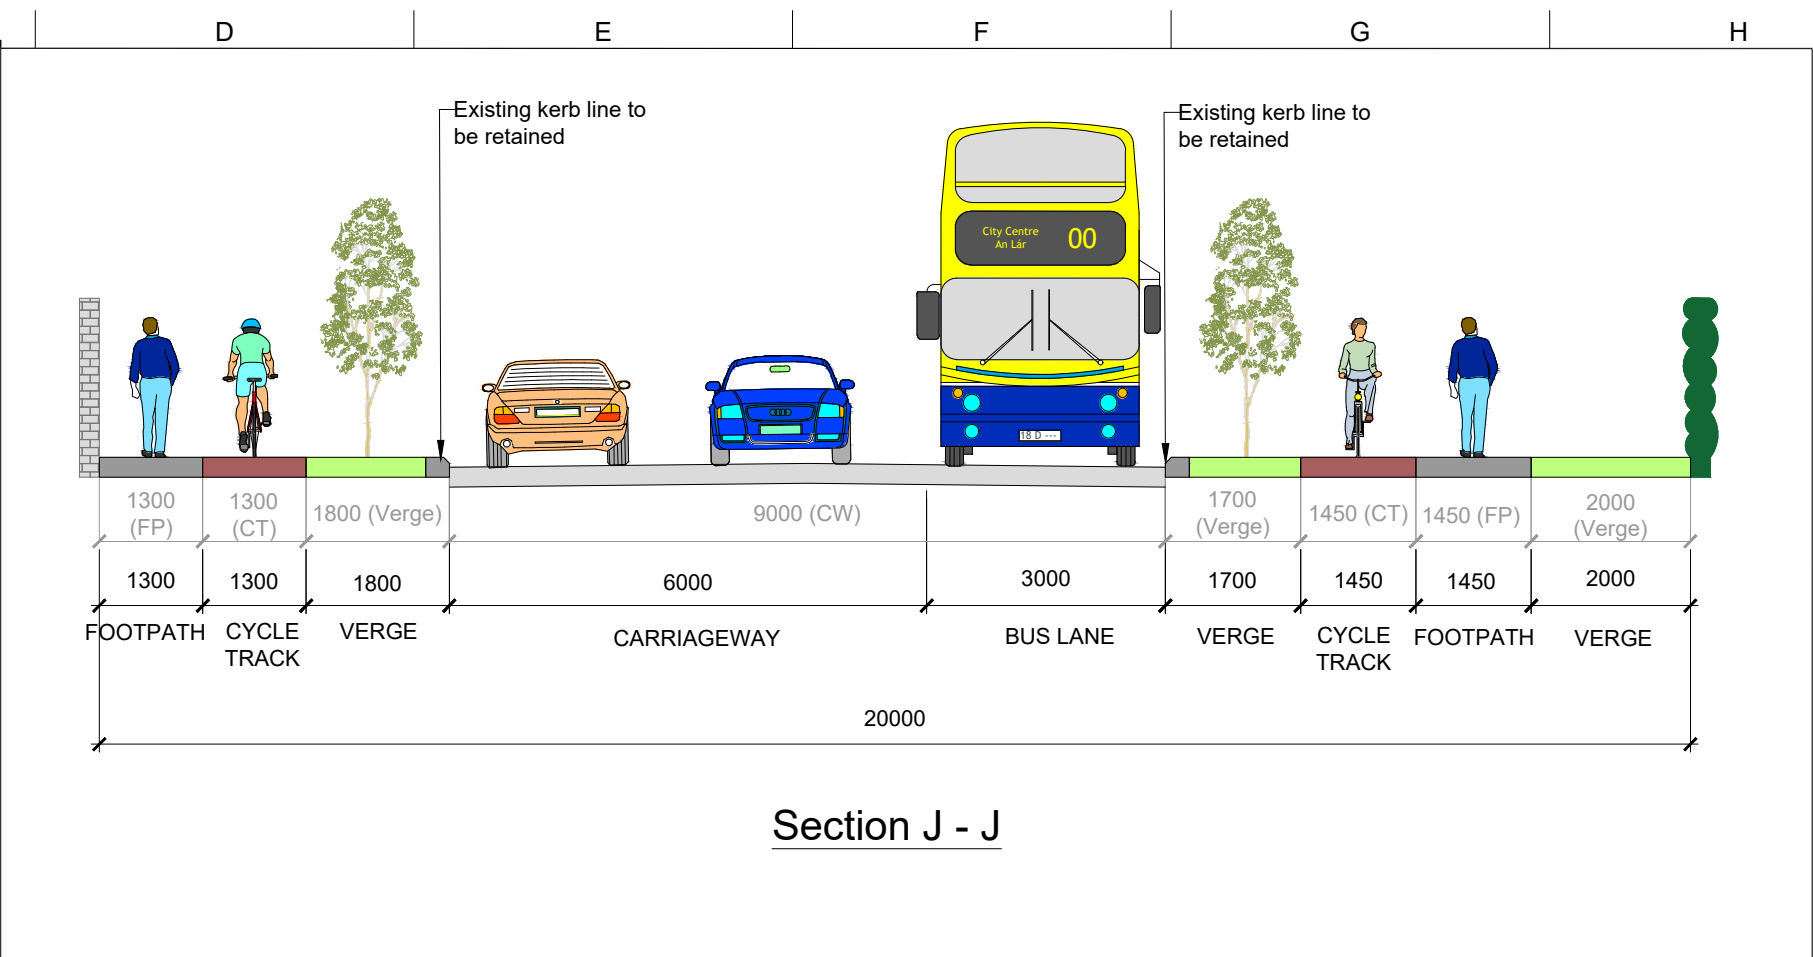 D
E
F
G
H
Existing kerb line to
be retained
Existing kerb line to
be retained
City Centre
An Lár
00
18 D ---
1300
(FP)
1300
(CT)
1800 (Verge)
9000 (CW)
1700
(Verge)
1450 (CT)
1450 (FP)
2000
(Verge)
1300
1300
1800
6000
3000
1700
1450
1450
2000
FOOTPATH
CYCLE
TRACK
VERGE
CARRIAGEWAY
BUS LANE
VERGE
CYCLE
TRACK
FOOTPATH
VERGE
20000
Section J - J